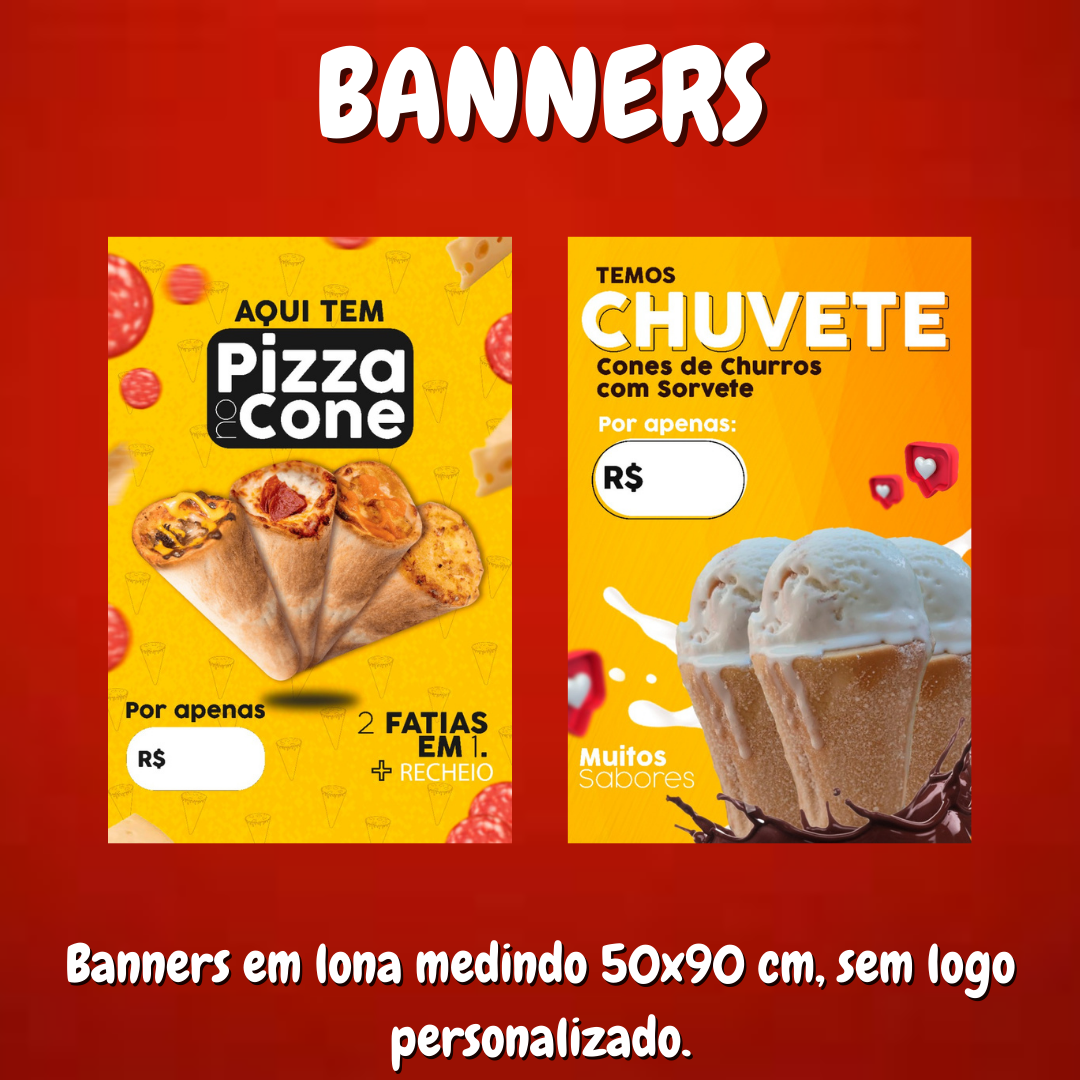 BANNERS
AQUI TEM
Pizza
no Cone
Por apenas
R$
2 FATIAS
EM 1.
+ RECHEIO
TEMOS
CHUVETE
Cones de Churros
com Sorvete
Por apenas:
R$
Muitos
Sabores
Banners em lona medindo 50x90 cm, sem logo
personalizado.